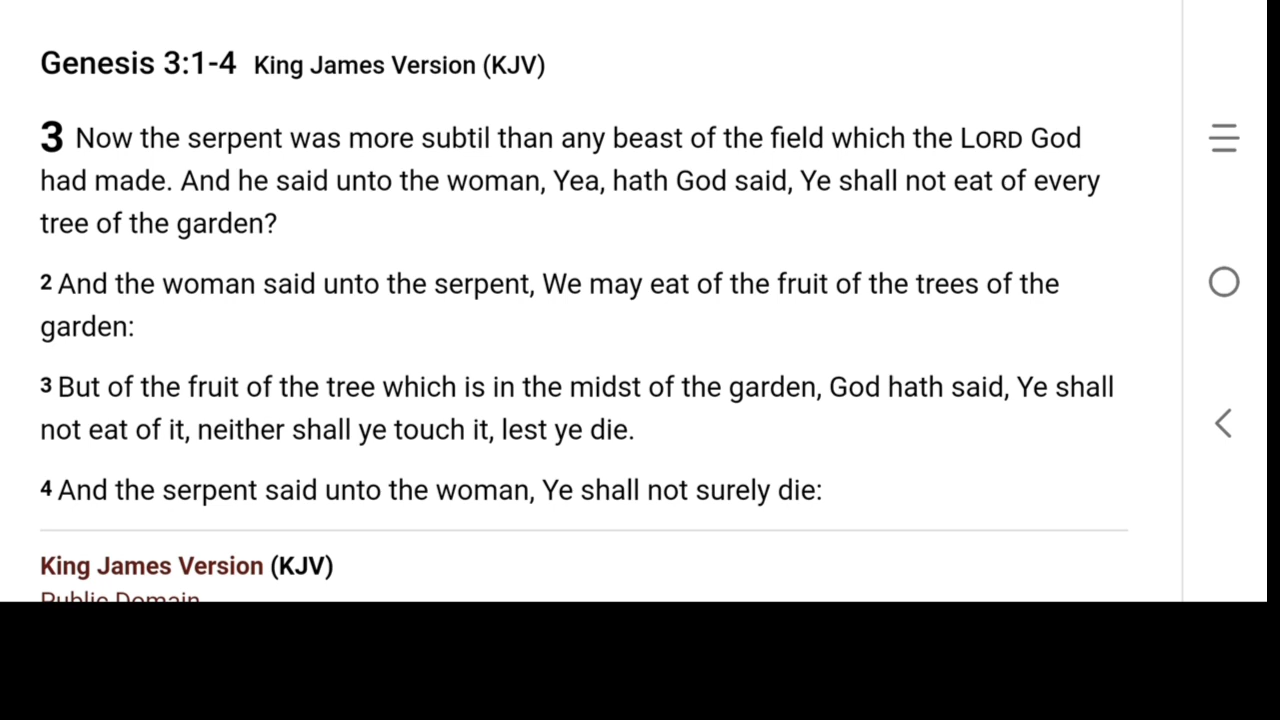 Genesis 3:1-4 King James Version (KJV)
3 Now the serpent was more subtil than any beast of the field which the LORD God
had made. And he said unto the woman, Yea, hath God said, Ye shall not eat of every
tree of the garden?
2 And the woman said unto the serpent, We may eat of the fruit of the trees of the
garden:
3 But of the fruit of the tree which is in the midst of the garden, God hath said, Ye shall
not eat of it, neither shall ye touch it, lest ye die.
4 And the serpent said unto the woman, Ye shall not surely die:
King James Version (KJV)
Public Domain